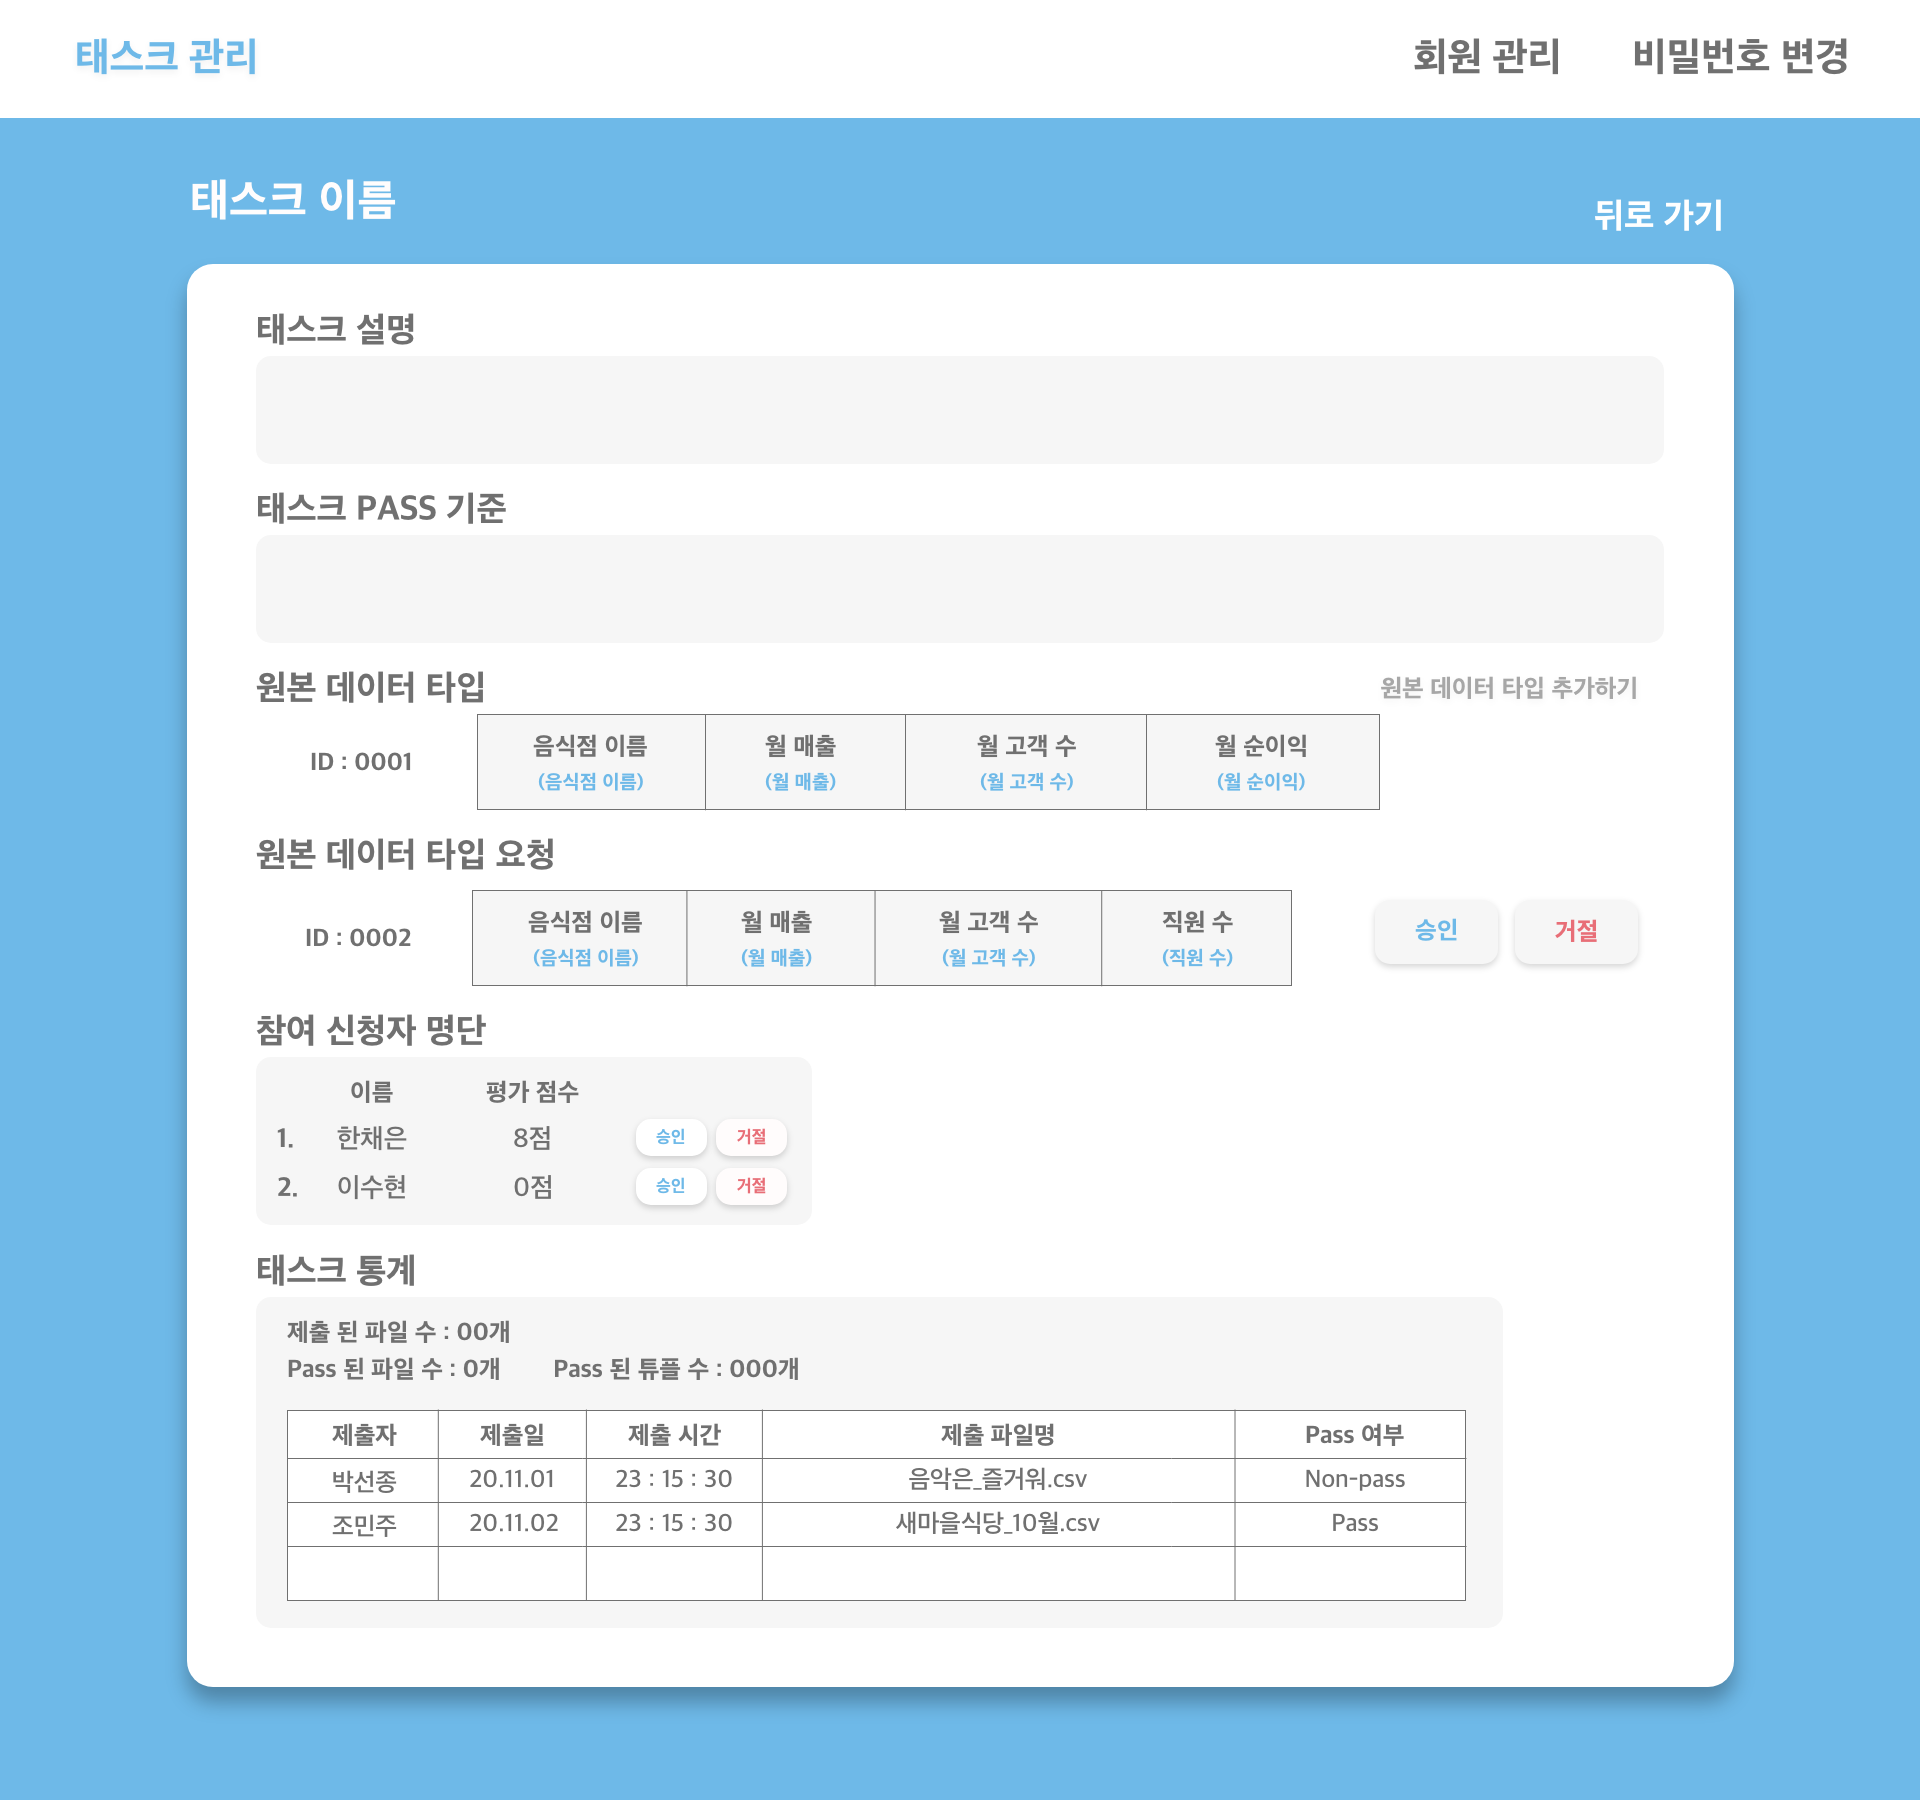 태스크 관리 회원 관리 비밀번호 변경
태스크 이름
뒤로 가기
태스크 설명
태스크 PASS 기준
원본 데이터 타입 원본 데이터 타입 추가하기
ID : 0001 음식점 이름 월 매출 월 고객 수 월 순이익
(음식점 이름) (월 매출) (월 고객 수) (월 순이익)
원본 데이터 타입 요청
ID : 0002 음식점 이름 월 매출 월 고객 수 직원 수 승인 거절
(음식점 이름) (월 매출) (월 고객 수) (직원 수)
참여 신청자 명단
이름 평가 점수
1. 한채은 8점 승인 거절
2. 이수현 0점 승인 거절
태스크 통계
제출 된 파일 수 : 00개
Pass 된 파일 수 : 0개 Pass 된 튜플 수 : 000개
제출자 제출일 제출 시간 제출 파일명 Pass 여부
박선종 20.11.01 23 : 15 : 30 음악은_즐거워.csv Non-pass
조민주 20.11.02 23 : 15 : 30 새마을식당_10월.csv Pass